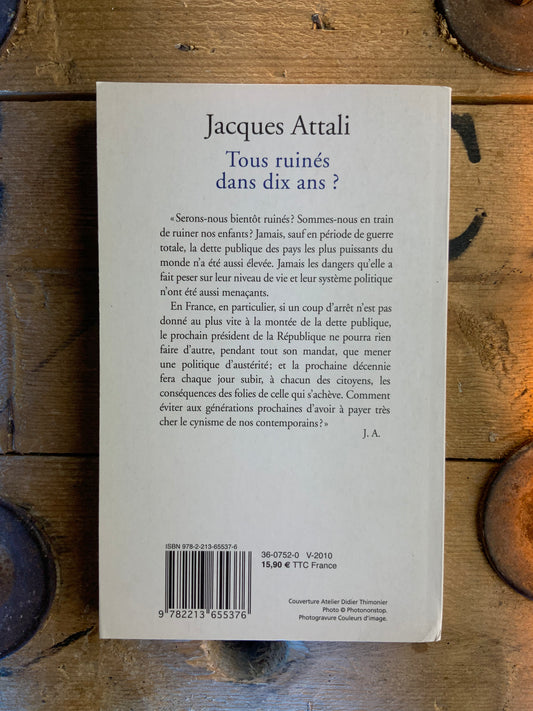 Jacques Attali
Tous ruinés
dans dix ans ?
« Serons-nous bientôt ruinés ? Sommes-nous en train
de ruiner nos enfants ? Jamais, sauf en période de guerre
totale, la dette publique des pays les plus puissants du
monde n'a été aussi élevée. Jamais les dangers qu'elle a
fait peser sur leur niveau de vie et leur système politique
n'ont été aussi menaçants.
En France, en particulier, si un coup d'arrêt n'est pas
donné au plus vite à la montée de la dette publique,
le prochain président de la République ne pourra rien
faire d'autre, pendant tout son mandat, que mener
une politique d'austérité ; et la prochaine décennie
fera chaque jour subir, à chacun des citoyens, les
conséquences des folies de celle qui s'achève. Comment
éviter aux générations prochaines d'avoir à payer très
cher le cynisme de nos contemporains ? »
J. A.
ISBN 978-2-213-65537-6
9 782213 655376
36-0752-0 V-2010
15,90 € TTC France
Couverture Atelier Didier Thimonier
Photo © Photononstop.
Photogravure Couleurs d'image.